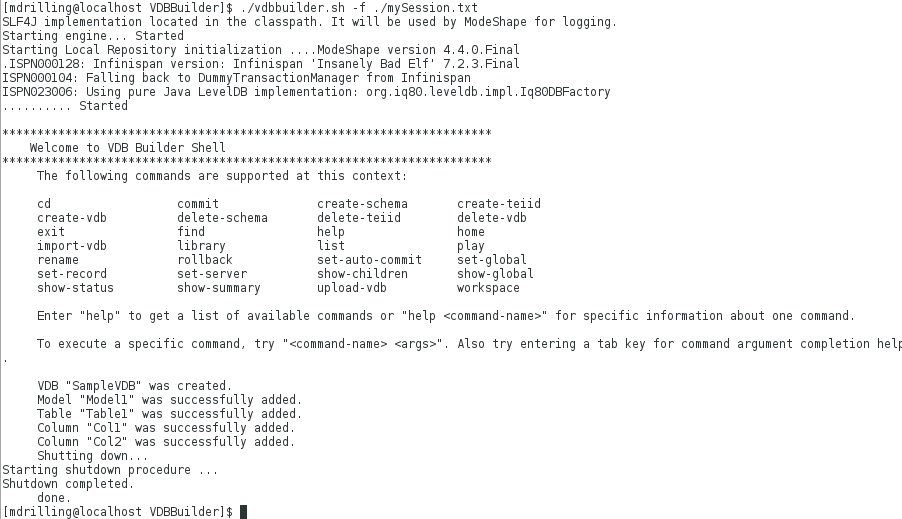 [mdrilling@localhost VDBBuilder]$ ./vdbbuilder.sh -f ./mySession.txt
SLF4J implementation located in the classpath. It will be used by ModeShape for logging.
Starting engine... Started
Starting Local Repository initialization ....ModeShape version 4.4.0.Final
.ISPN000128: Infinispan version: Infinispan 'Insanely Bad Elf' 7.2.3.Final
ISPN000104: Falling back to DummyTransactionManager from Infinispan
ISPN023006: Using pure Java LevelDB implementation: org.iq80.leveldb.impl.Iq80DBFactory
.......... Started
**********************************************************************
Welcome to VDB Builder Shell
**********************************************************************
The following commands are supported at this context:
cd commit create-schema create-teiid
create-vdb delete-schema delete-teiid delete-vdb
exit find help home
import-vdb library list play
rename rollback set-auto-commit set-global
set-record set-server show-children show-global
show-status show-summary upload-vdb workspace
Enter "help" to get a list of available commands or "help <command-name>" for specific information about one command.
To execute a specific command, try "<command-name> <args>". Also try entering a tab key for command argument completion help
.
VDB "SampleVDB" was created.
Model "Model1" was successfully added.
Table "Table1" was successfully added.
Column "Col1" was successfully added.
Column "Col2" was successfully added.
Shutting down...
Starting shutdown procedure ...
Shutdown completed.
done.
[mdrilling@localhost VDBBuilder]$